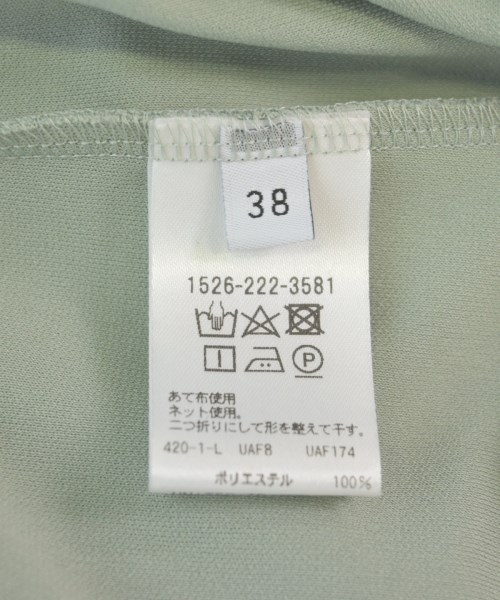 38
1526-222-3581
P
あて布使用
ネット使用。
二つ折りにして形を整えて干す。
420-1-L UAF8 UAF174
ポリエステル 100%